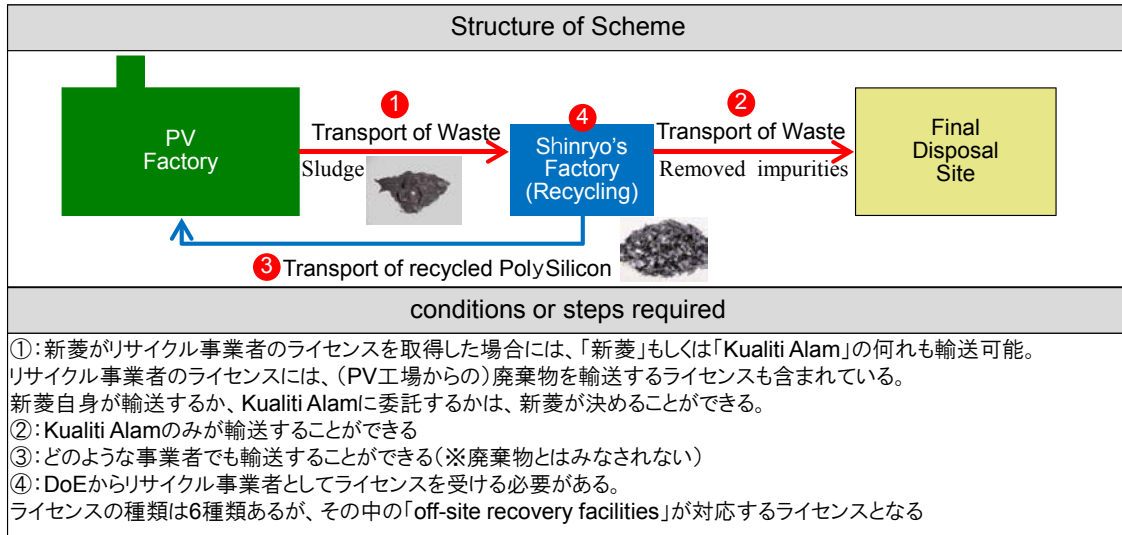 Structure of Scheme
PV
Factory
①
Transport of Waste
Sludge
④
Shinryo's
Factory
(Recycling)
②
Transport of Waste
Removed impurities
Final
Disposal
Site
③Transport of recycled PolySilicon
conditions or steps required
①：新菱がリサイクル事業者のライセンスを取得した場合には、「新菱」もしくは「Kualiti Alam」の何れも輸送可能。
リサイクル事業者のライセンスには、（PV工場からの）廃棄物を輸送するライセンスも含まれている。
新菱自身が輸送するか、Kualiti Alamに委託するかは、新菱が決めることができる。
②：Kualiti Alamのみが輸送することができる
③：どのような事業者でも輸送することができる（※廃棄物とはみなされない）
④：DoEからリサイクル事業者としてライセンスを受ける必要がある。
ライセンスの種類は6種類あるが、その中の「off-site recovery facilities」が対応するライセンスとなる